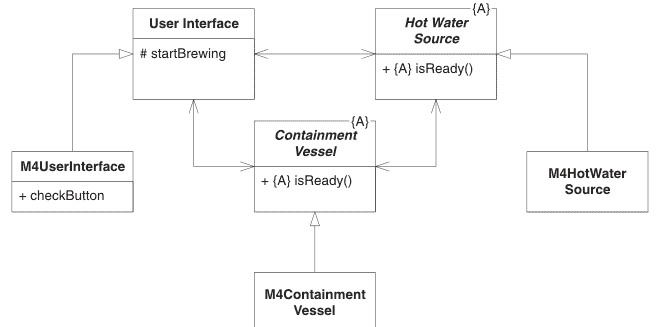 User Interface
# startBrewing
{A}
Hot Water
Source
+ {A} isReady()
{A}
Containment
Vessel
+ {A} isReady()
M4UserInterface
+ checkButton
M4HotWater
Source
M4Containment
Vessel